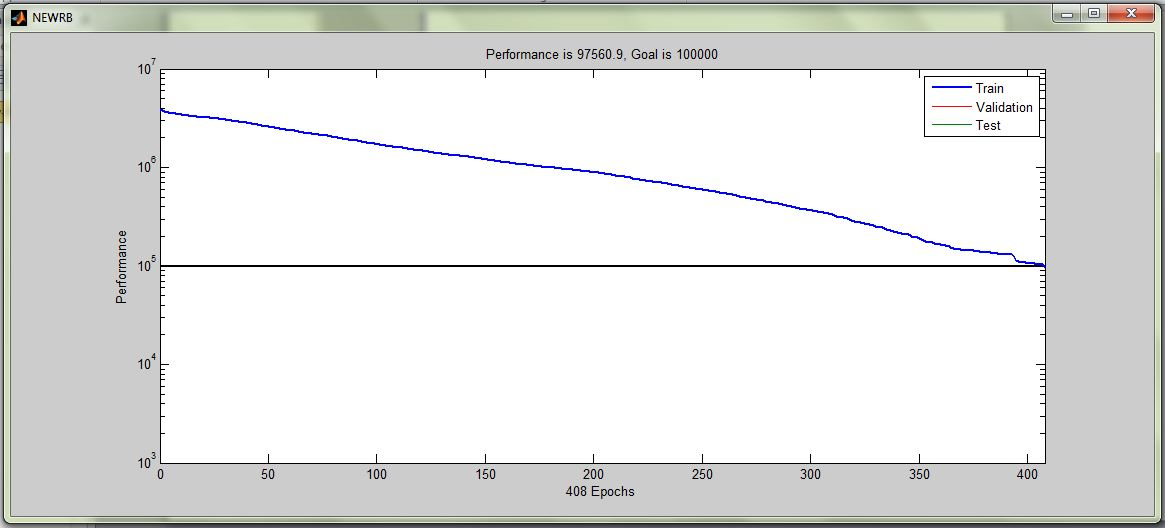 NEWRB
Performance is 97560.9, Goal is 100000
10^7
10^6
10^5
10^4
10^3
Performance
Train
Validation
Test
0 50 100 150 200 250 300 350 400
408 Epochs